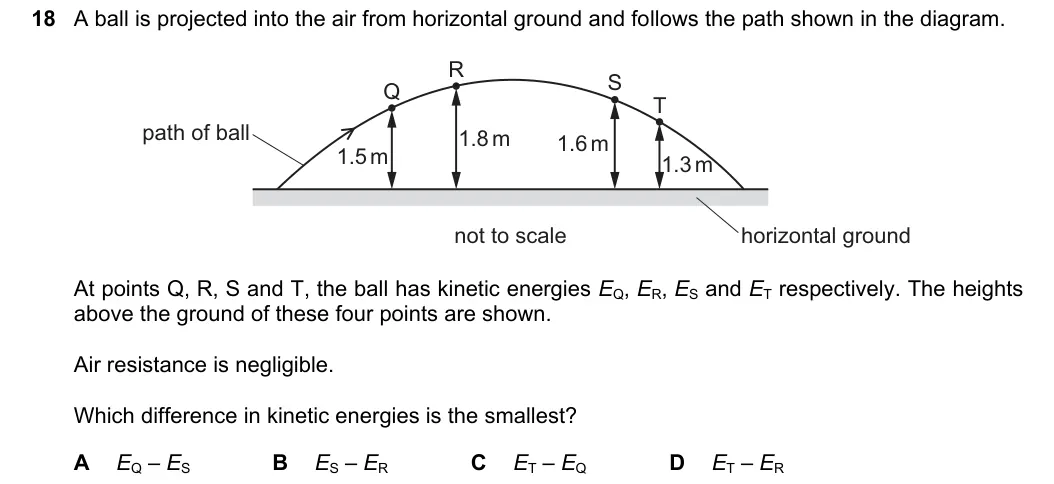 18 A ball is projected into the air from horizontal ground and follows the path shown in the diagram.
R
Q
S
T
path of ball
1.5 m
1.8 m
1.6 m
1.3 m
not to scale
horizontal ground
At points Q, R, S and T, the ball has kinetic energies EQ, ER, ES and ET respectively. The heights
above the ground of these four points are shown.
Air resistance is negligible.
Which difference in kinetic energies is the smallest?
A EQ – ES B ES – ER C ET – EQ D ET – ER